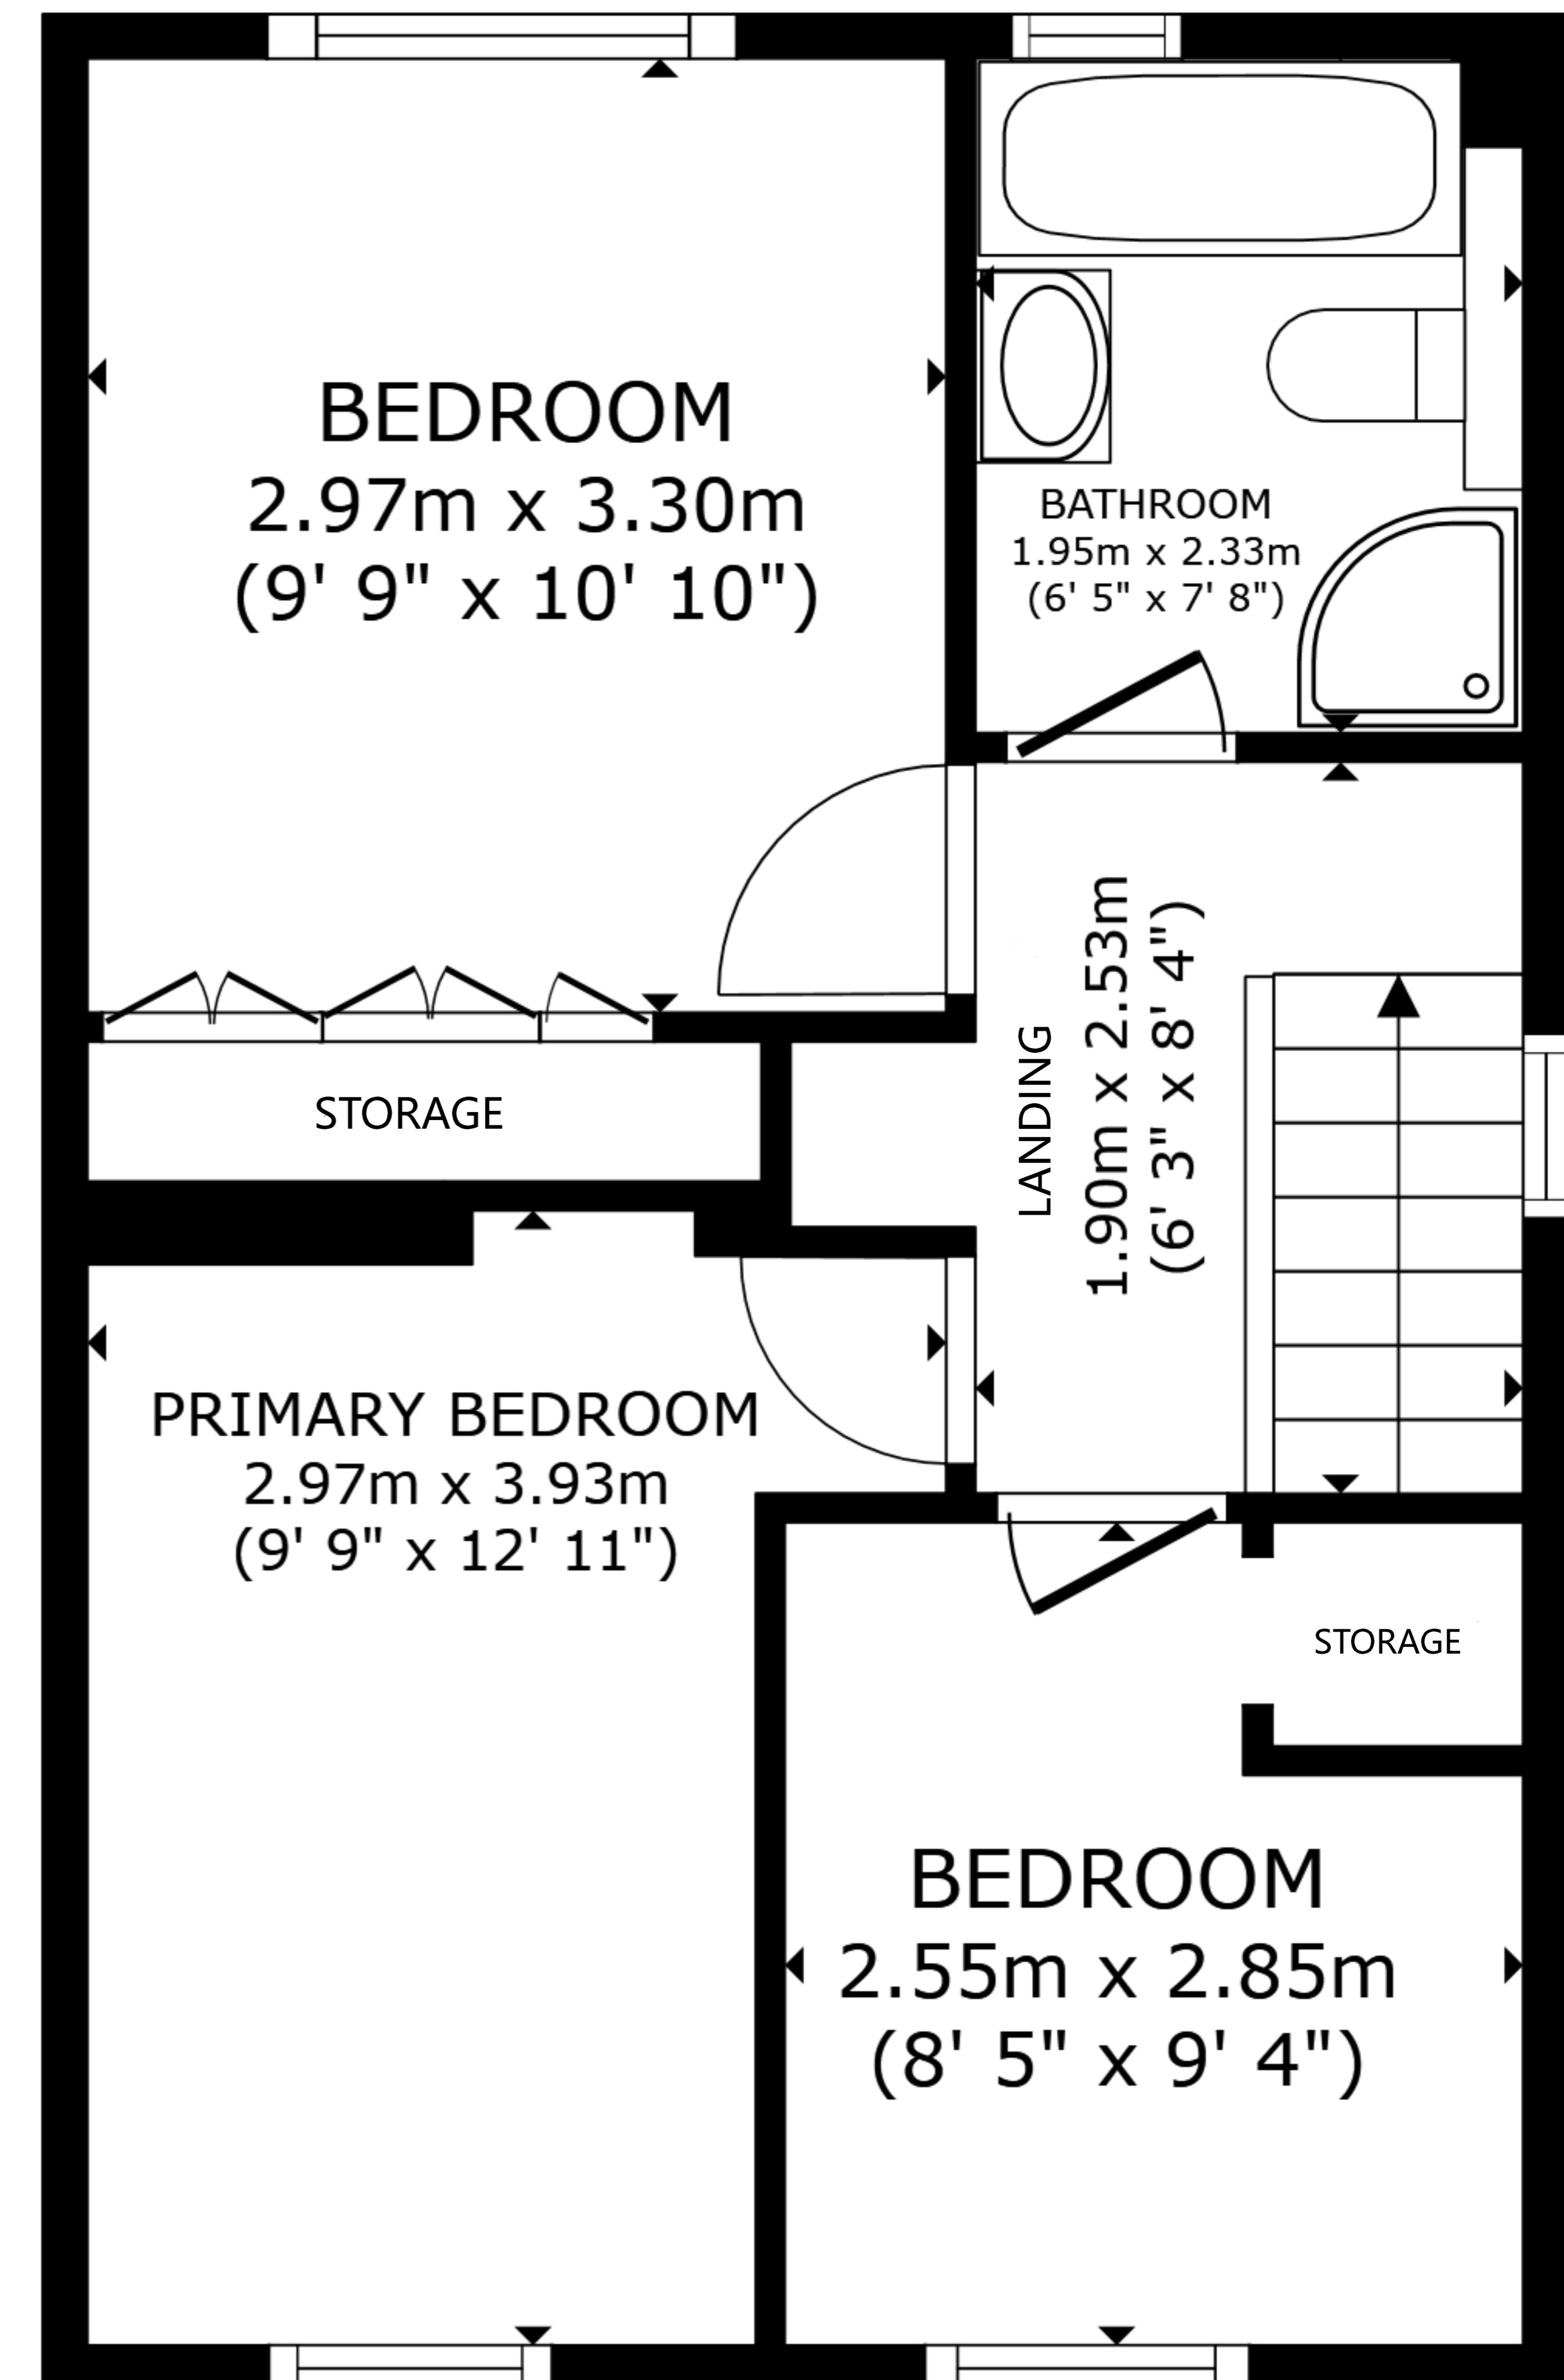 BEDROOM
2.97m x 3.30m
(9' 9" x 10' 10")
BATHROOM
1.95m x 2.33m
(6' 5" x 7' 8")
LANDING
1.90m x 2.53m
(6' 3" x 8' 4")
STORAGE
PRIMARY BEDROOM
2.97m x 3.93m
(9' 9" x 12' 11")
STORAGE
BEDROOM
2.55m x 2.85m
(8' 5" x 9' 4")